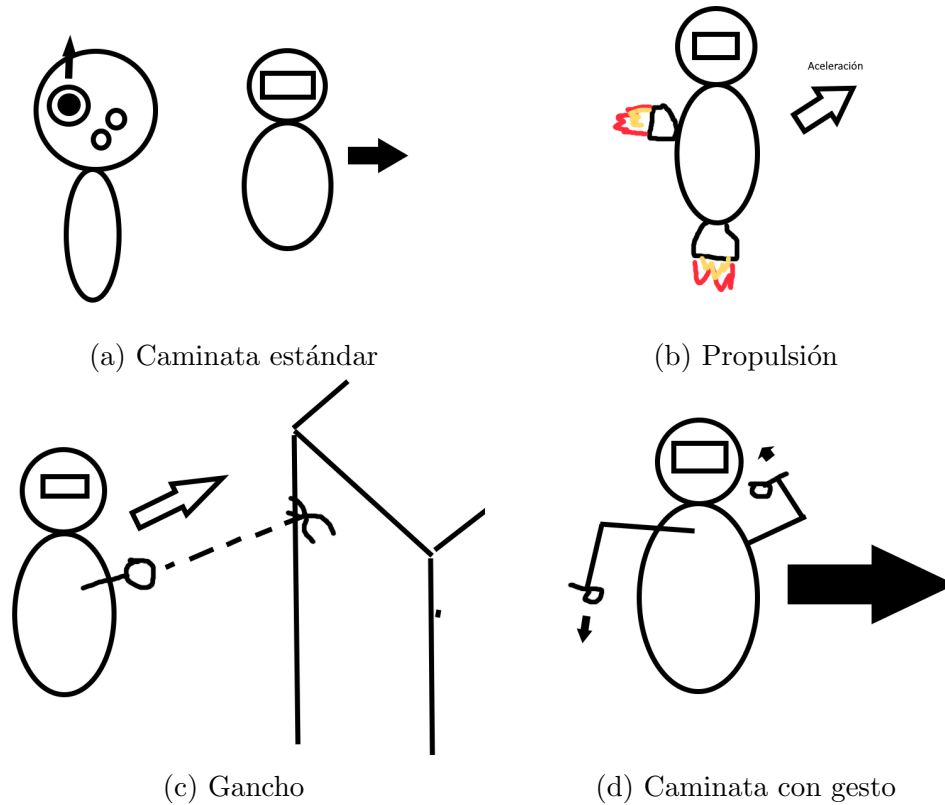 Aceleración
(a) Caminata estándar
(b) Propulsión
(c) Gancho
(d) Caminata con gesto